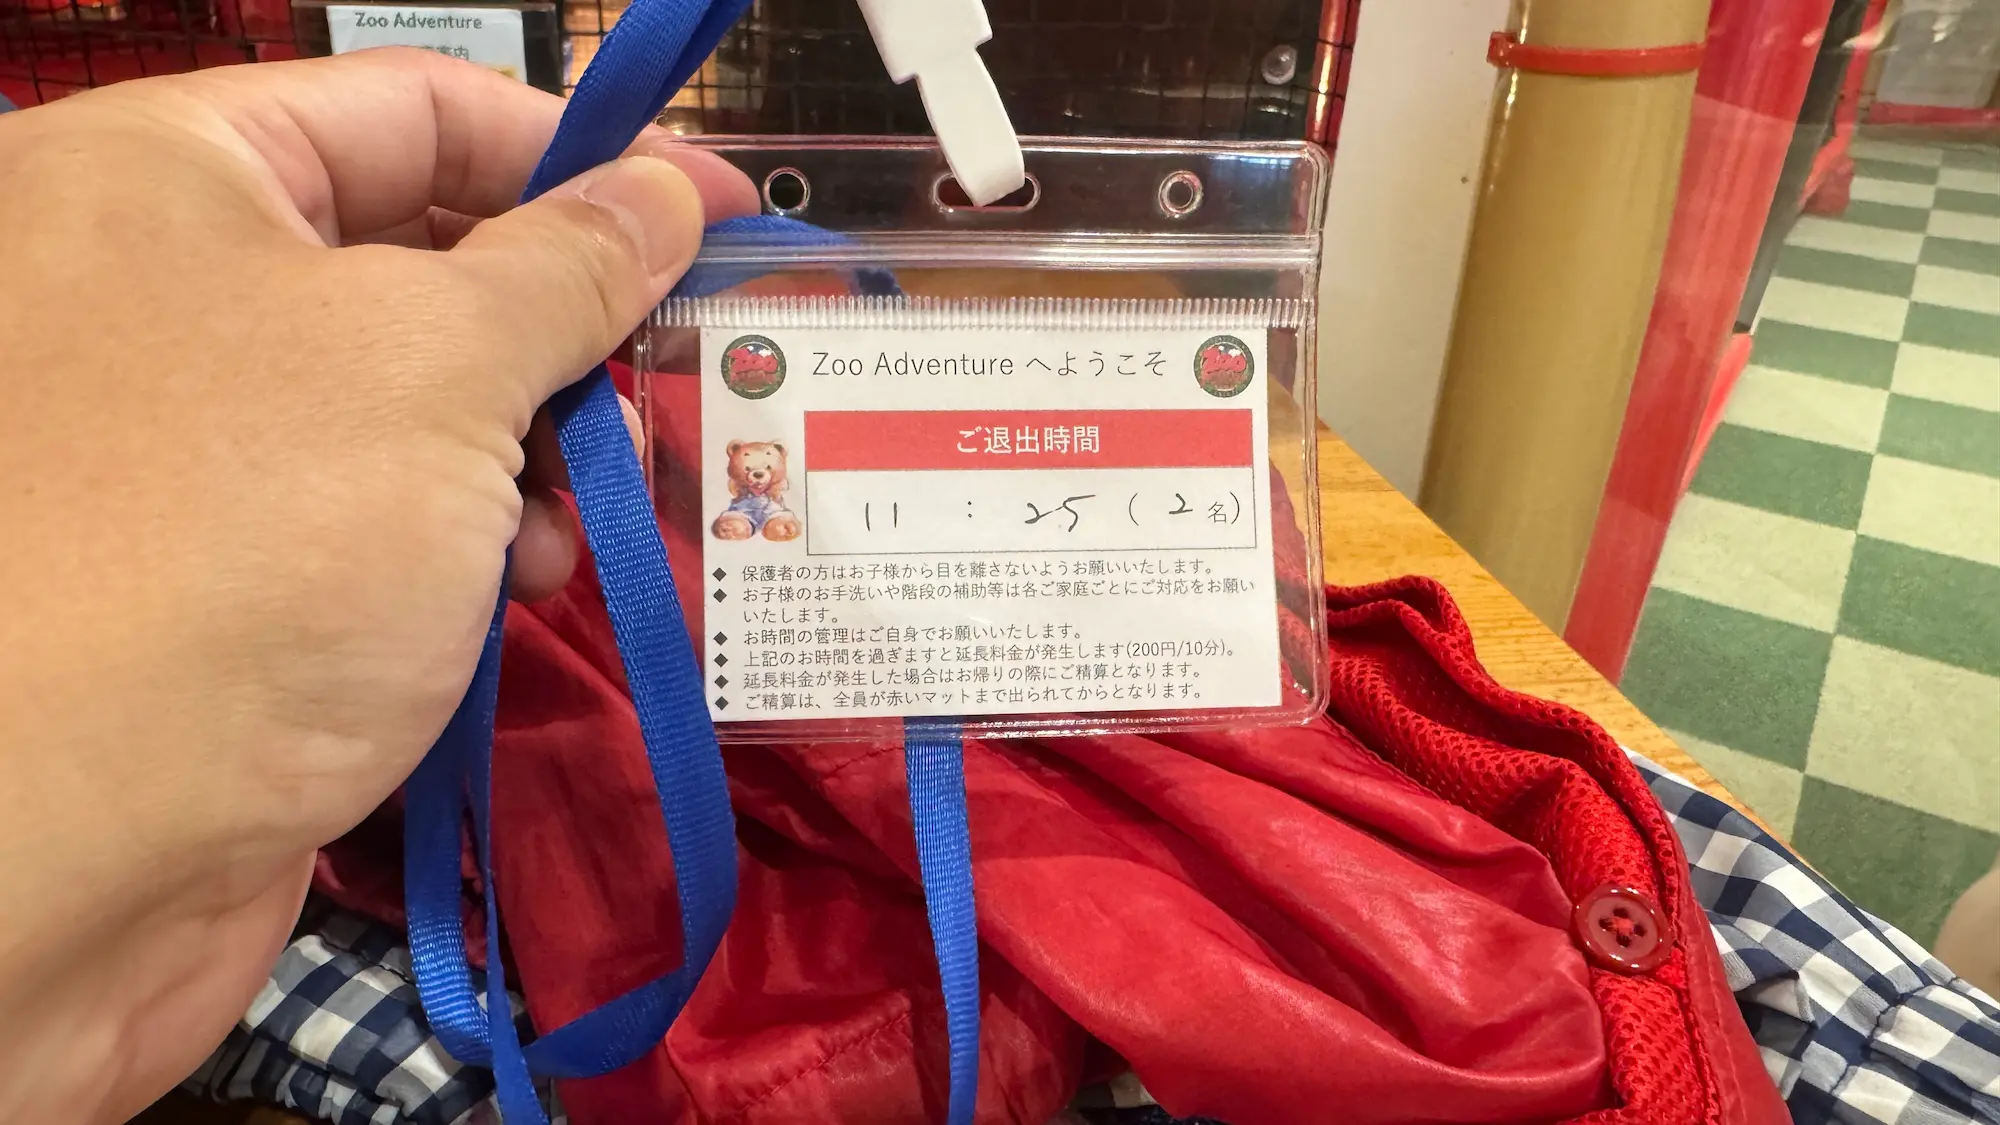 Zoo Adventure
Zoo Adventure へようこそ
ご退出時間
11 : 25 ( 2 名)
◆ 保護者の方はお子様から目を離さないようお願いいたします。
◆ お子様のお手洗いや階段の補助等は各ご家庭ごとにご対応をお願い
いたします。
◆ お時間の管理はご自身でお願いいたします。
◆ 上記のお時間を過ぎますと延長料金が発生します(200円/10分)。
◆ 延長料金が発生した場合はお帰りの際にご精算となります。
◆ ご精算は、全員が赤いマットまで出られてからとなります。